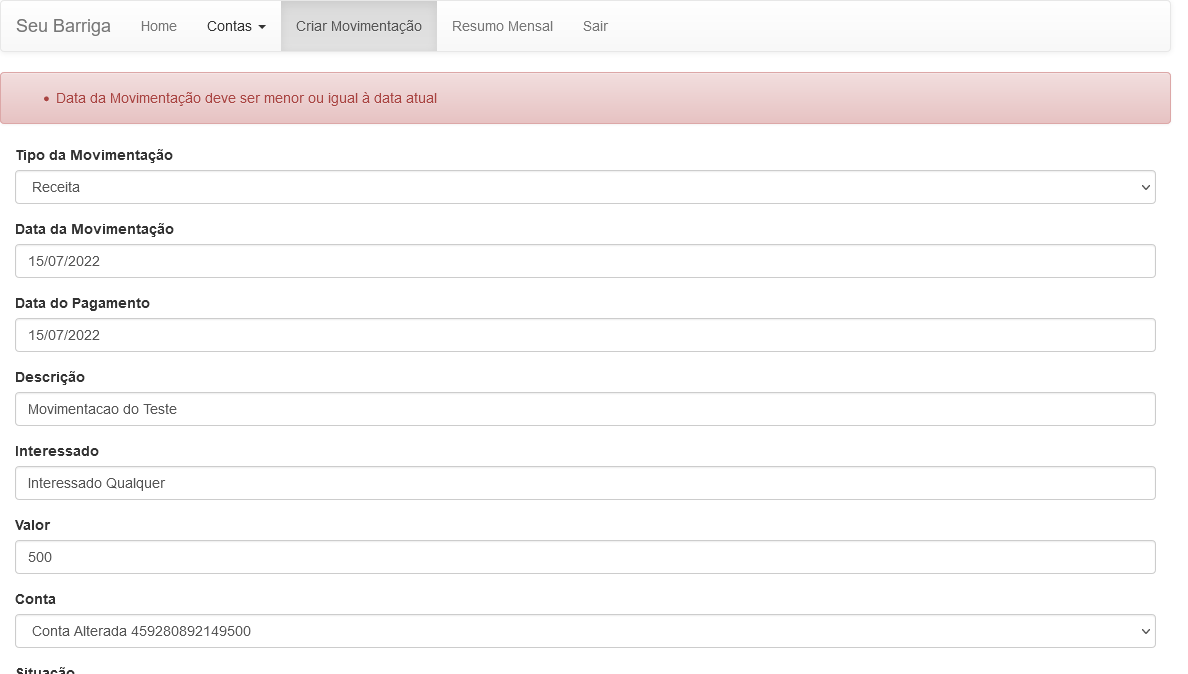 Seu Barriga Home Contas Criar Movimentação Resumo Mensal Sair
Data da Movimentação deve ser menor ou igual à data atual
Tipo da Movimentação
Receita
Data da Movimentação
15/07/2022
Data do Pagamento
15/07/2022
Descrição
Movimentacao do Teste
Interessado
Interessado Qualquer
Valor
500
Conta
Conta Alterada 459280892149500
Situação